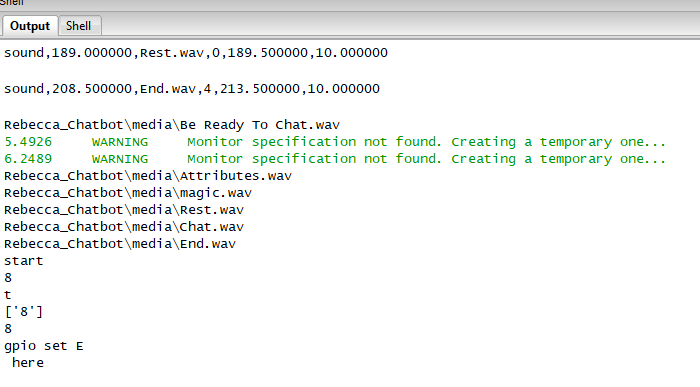 Shell
Output Shell
sound,189.000000,Rest.wav,0,189.500000,10.000000
sound,208.500000,End.wav,4,213.500000,10.000000
Rebecca_Chatbot\media\Be Ready To Chat.wav
5.4926 WARNING Monitor specification not found. Creating a temporary one...
6.2489 WARNING Monitor specification not found. Creating a temporary one...
Rebecca_Chatbot\media\Attributes.wav
Rebecca_Chatbot\media\magic.wav
Rebecca_Chatbot\media\Rest.wav
Rebecca_Chatbot\media\Chat.wav
Rebecca_Chatbot\media\End.wav
start
8
t
['8']
8
gpio set E
here